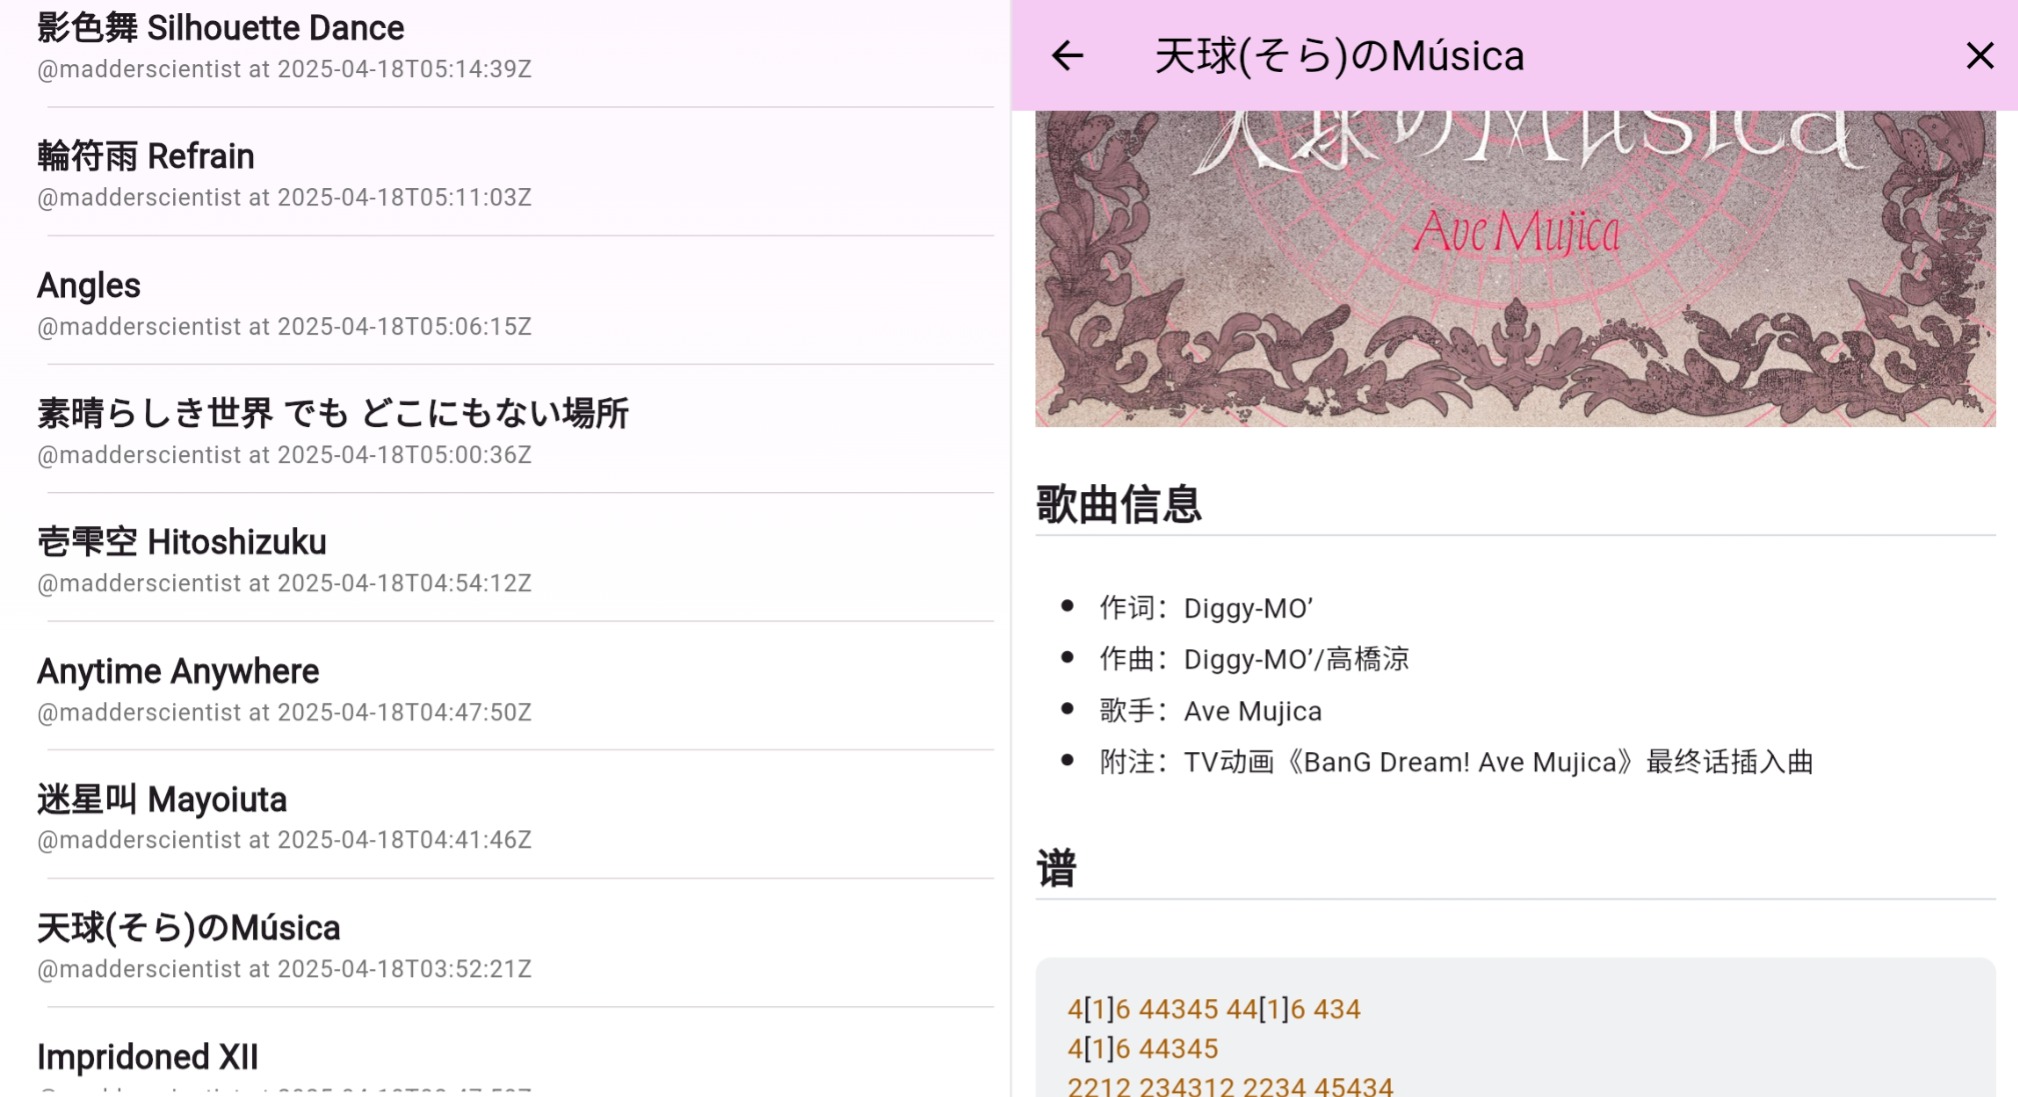 影色舞 Silhouette Dance
@madderscientist at 2025-04-18T05:14:39Z
輪符雨 Refrain
@madderscientist at 2025-04-18T05:11:03Z
Angles
@madderscientist at 2025-04-18T05:06:15Z
素晴らしき世界 でも どこにもない場所
@madderscientist at 2025-04-18T05:00:36Z
壱雫空 Hitoshizuku
@madderscientist at 2025-04-18T04:54:12Z
Anytime Anywhere
@madderscientist at 2025-04-18T04:47:50Z
迷星叫 Mayoiuta
@madderscientist at 2025-04-18T04:41:46Z
天球(そら)のMúsica
@madderscientist at 2025-04-18T03:52:21Z
Impridoned XII
天球(そら)のMúsica
天球のMúsica
Ave Mujica
歌曲信息
作词：Diggy-MO’
作曲：Diggy-MO’/高橋涼
歌手：Ave Mujica
附注：TV动画《BanG Dream! Ave Mujica》最终话插入曲
谱
4[1]6 44345 44[1]6 434
4[1]6 44345
2212 234312 2234 45434